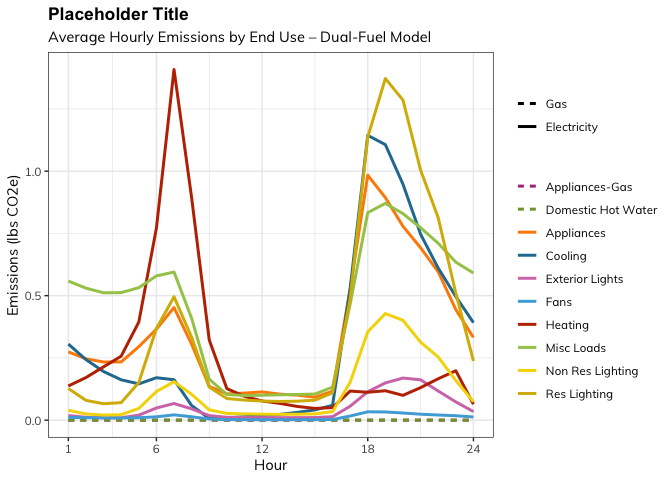 Placeholder Title
Average Hourly Emissions by End Use – Dual-Fuel Model
Emissions (lbs CO2e)
1.0
0.5
0.0
1 6 12 18 24
Hour
Gas
Electricity
Appliances-Gas
Domestic Hot Water
Appliances
Cooling
Exterior Lights
Fans
Heating
Misc Loads
Non Res Lighting
Res Lighting